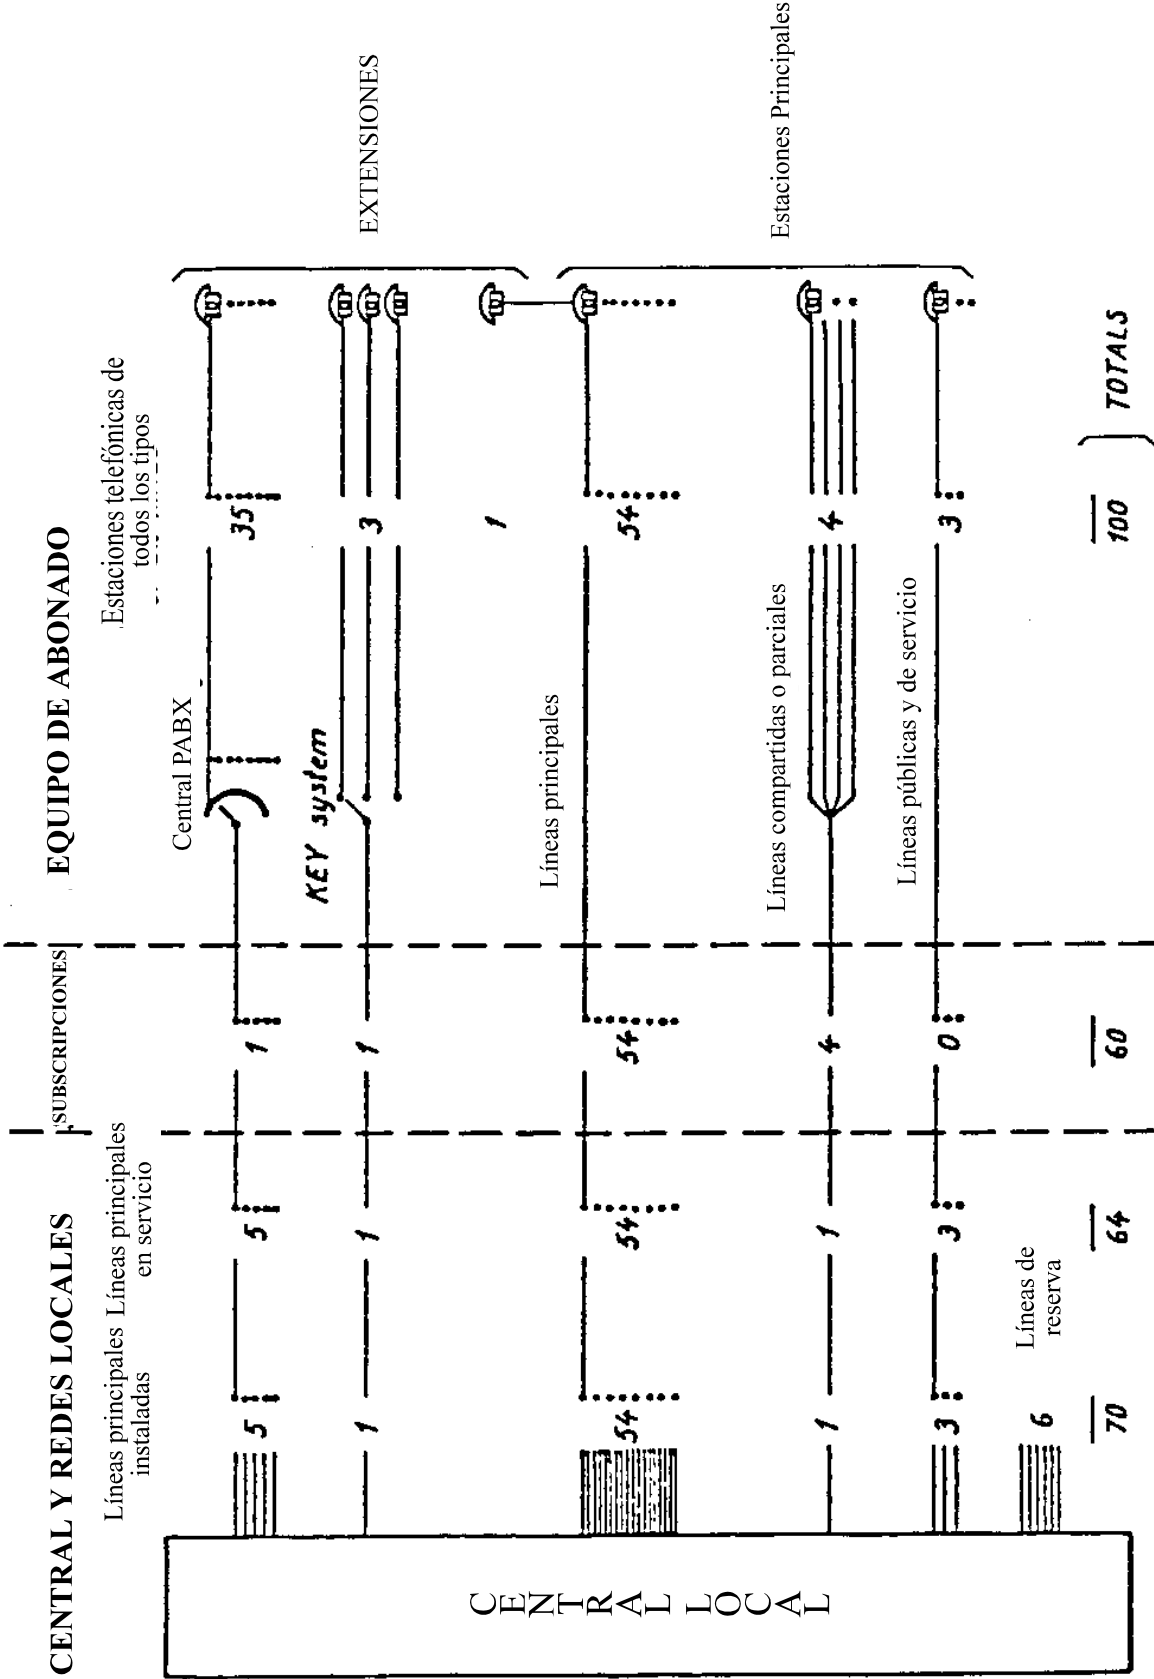 CENTRAL Y REDES LOCALES
SUBSCRIPCIONES
EQUIPO DE ABONADO
Líneas principales
instaladas
Líneas principales
en servicio
Estaciones telefónicas de
todos los tipos
Central PABX
5
5
1
35
KEY system
1
1
1
3
EXTENSIONES
1
Líneas principales
54
54
54
54
Líneas compartidas o parciales
1
1
4
4
Estaciones Principales
Líneas públicas y de servicio
3
3
0
3
6
Líneas de
reserva
70
64
60
100
TOTALS
CENTRAL LOCAL